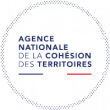 AGENCE
NATIONALE
DE LA COHÉSION
DES TERRITOIRES